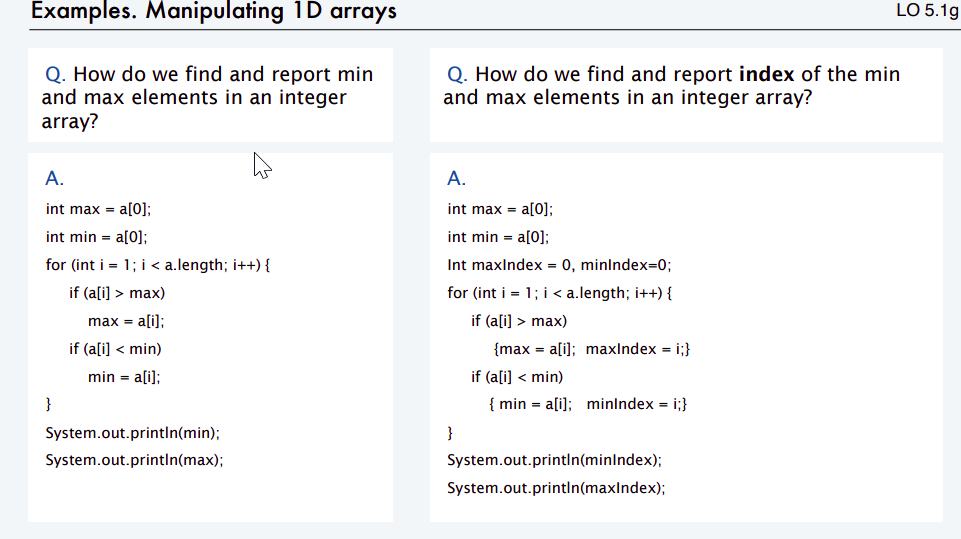 Examples. Manipulating 1D arrays
LO 5.1g
Q. How do we find and report min
and max elements in an integer
array?
A.
int max = a[0];
int min = a[0];
for (int i = 1; i < a.length; i++) {
if (a[i] > max)
max = a[i];
if (a[i] < min)
min = a[i];
}
System.out.println(min);
System.out.println(max);
Q. How do we find and report index of the min
and max elements in an integer array?
A.
int max = a[0];
int min = a[0];
Int maxIndex = 0, minIndex=0;
for (int i = 1; i < a.length; i++) {
if (a[i] > max)
{max = a[i]; maxIndex = i;}
if (a[i] < min)
{ min = a[i]; minIndex = i;}
}
System.out.println(minIndex);
System.out.println(maxIndex);